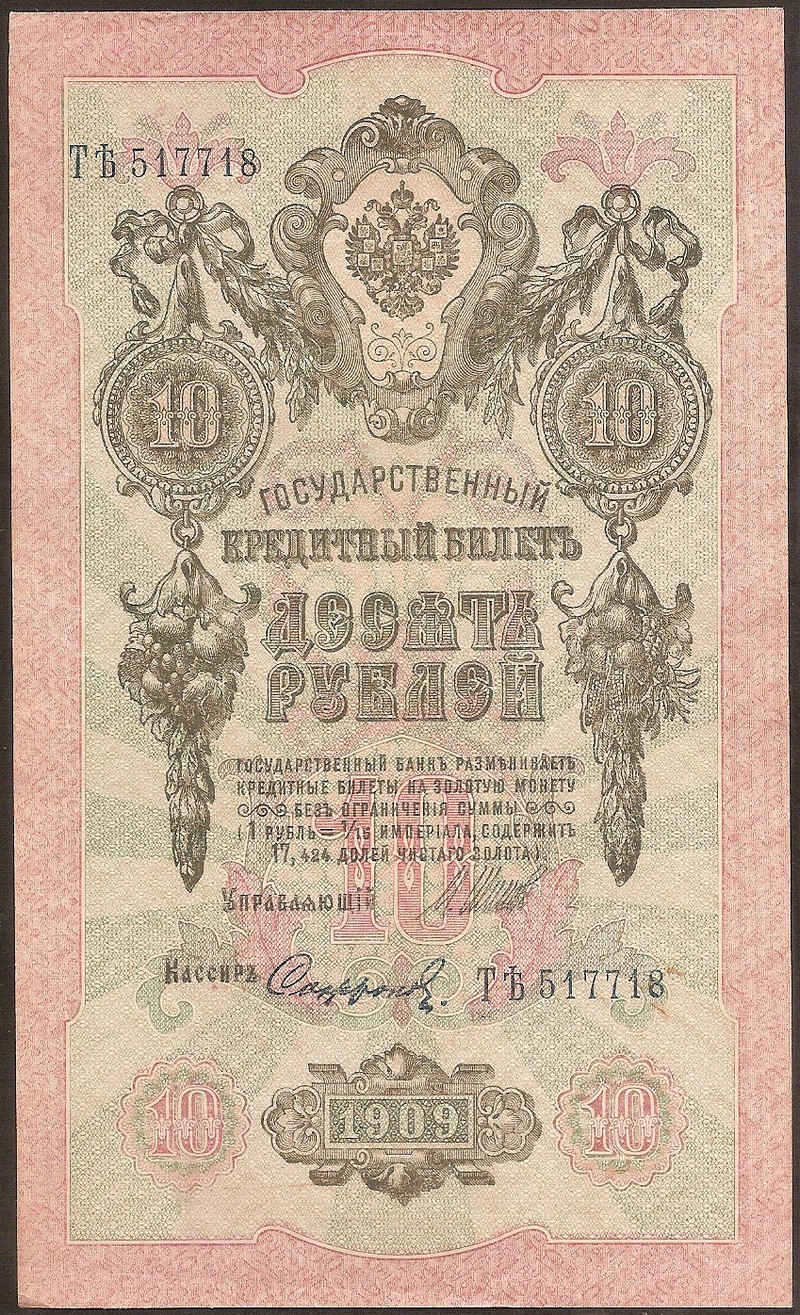 ТѢ 517718
10 10
ГОСУДАРСТВЕННЫЙ
КРЕДИТНЫЙ БИЛЕТЪ
ДЕСЯТЬ
РУБЛЕЙ
ГОСУДАРСТВЕННЫЙ БАНКЪ РАЗМѢНИВАЕТЪ
КРЕДИТНЫЕ БИЛЕТЫ НА ЗОЛОТУЮ МОНЕТУ
БЕЗЪ ОГРАНИЧЕНІЯ СУММЫ
(1 РУБЛЬ = 1/15 ИМПЕРІАЛА, СОДЕРЖИТЪ
17,424 ДОЛЕЙ ЧИСТАГО ЗОЛОТА).
10
Управляющій
Кассиръ Софроновъ. ТѢ 517718
10 1909 10